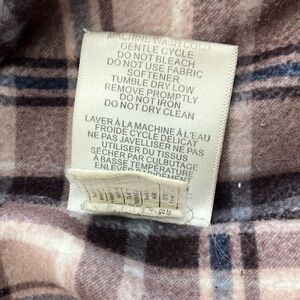 MACHINE WASH COLD
GENTLE CYCLE
DO NOT BLEACH
DO NOT USE FABRIC
SOFTENER
TUMBLE DRY LOW
REMOVE PROMPTLY
DO NOT IRON
DO NOT DRY CLEAN
LAVER À LA MACHINE À L'EAU
FROIDE CYCLE DÉLICAT
NE PAS JAVELLISER NE PAS
UTILISER DU TISSUS
SÉCHER PAR CULBUTAGE
À BASSE TEMPÉRATURE
ENLEVER RAPIDEMENT